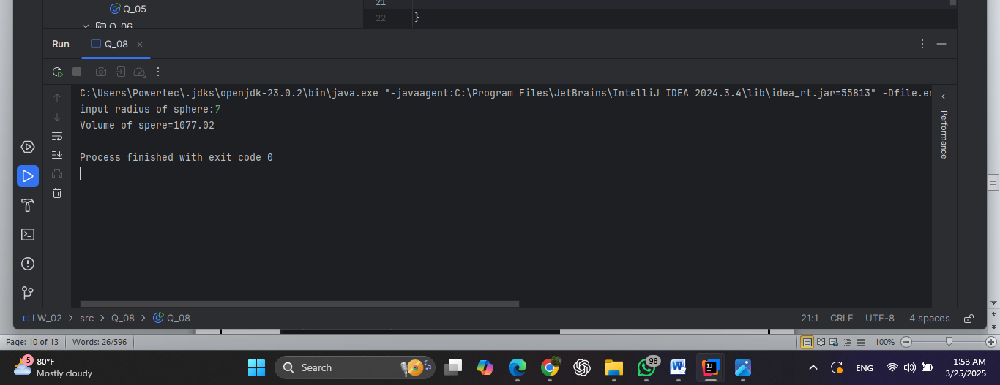 Q_05
21
Q_06
22 }
Run Q_08
C:\Users\Powertec\.jdks\openjdk-23.0.2\bin\java.exe "-javaagent:C:\Program Files\JetBrains\IntelliJ IDEA 2024.3.4\lib\idea_rt.jar=55813" -Dfile.en
input radius of sphere:7
Volume of spere=1077.02
Process finished with exit code 0
Performance
LW_02 > src > Q_08 > Q_08
21:1 CRLF UTF-8 4 spaces
Page: 10 of 13 Words: 26/596 100%
5 80°F
Mostly cloudy
Search
98
ENG
1:53 AM
3/25/2025